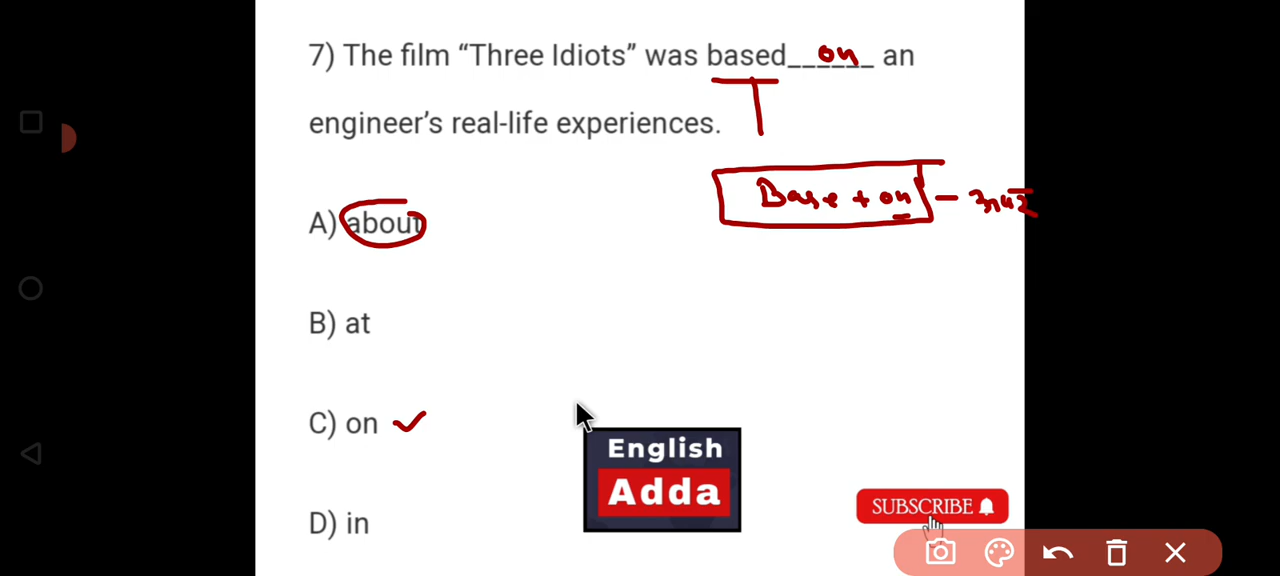 7) The film “Three Idiots” was based______ an
on
engineer’s real-life experiences.
Base + on
A) about
B) at
C) on
English
Adda
SUBSCRIBE
D) in